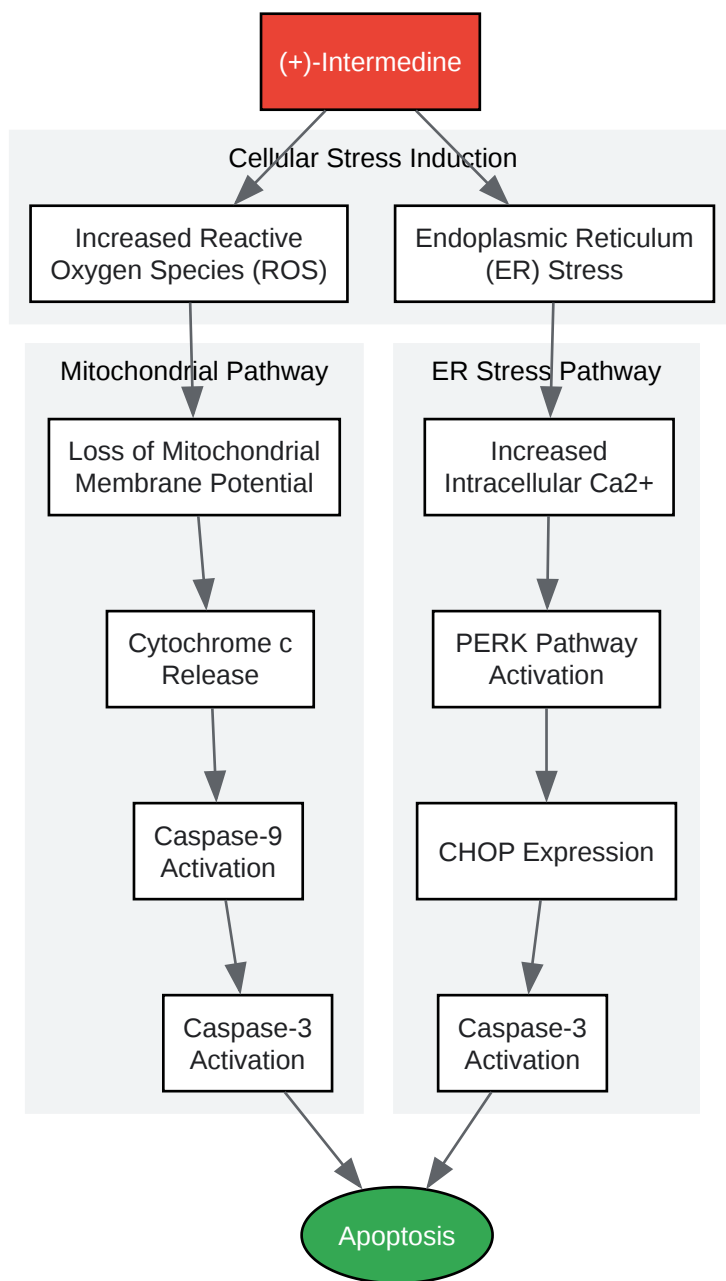 (+)-Intermedine
Cellular Stress Induction
Increased Reactive
Oxygen Species (ROS)
Endoplasmic Reticulum
(ER) Stress
Mitochondrial Pathway
ER Stress Pathway
Loss of Mitochondrial
Membrane Potential
Increased
Intracellular Ca2+
Cytochrome c
Release
PERK Pathway
Activation
Caspase-9
Activation
CHOP Expression
Caspase-3
Activation
Caspase-3
Activation
Apoptosis